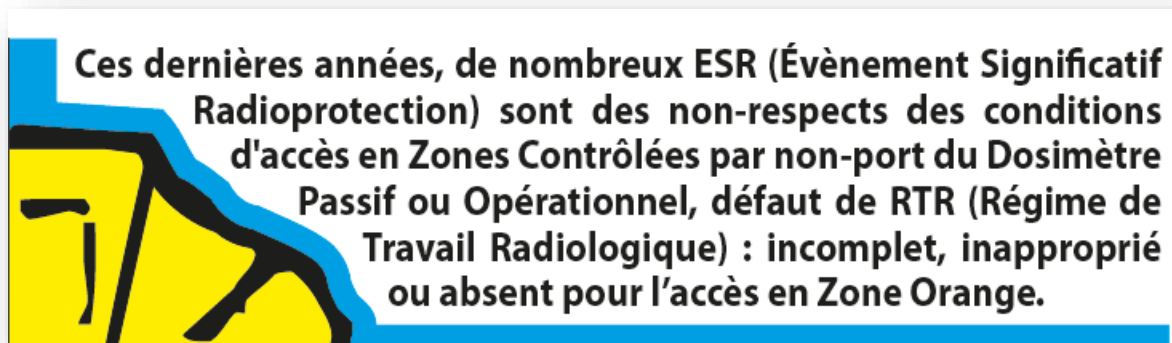 Ces dernières années, de nombreux ESR (Évènement Significatif
Radioprotection) sont des non-respects des conditions
d'accès en Zones Contrôlées par non-port du Dosimètre
Passif ou Opérationnel, défaut de RTR (Régime de
Travail Radiologique) : incomplet, inapproprié
ou absent pour l’accès en Zone Orange.